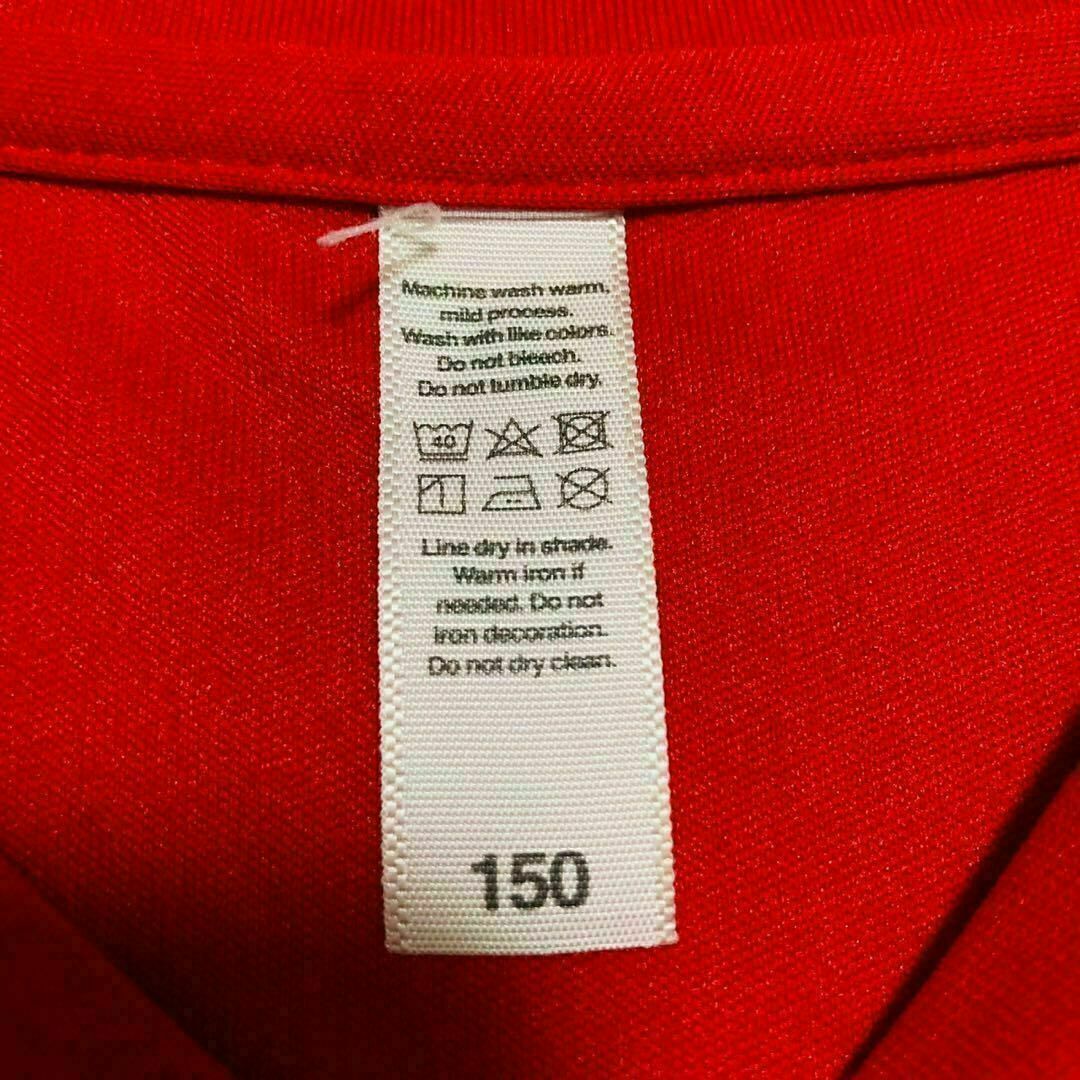 Machine wash warm,
mild process.
Wash with like colors.
Do not bleach.
Do not tumble dry.
40
Line dry in shade.
Warm iron if
needed. Do not
iron decoration.
Do not dry clean.
150